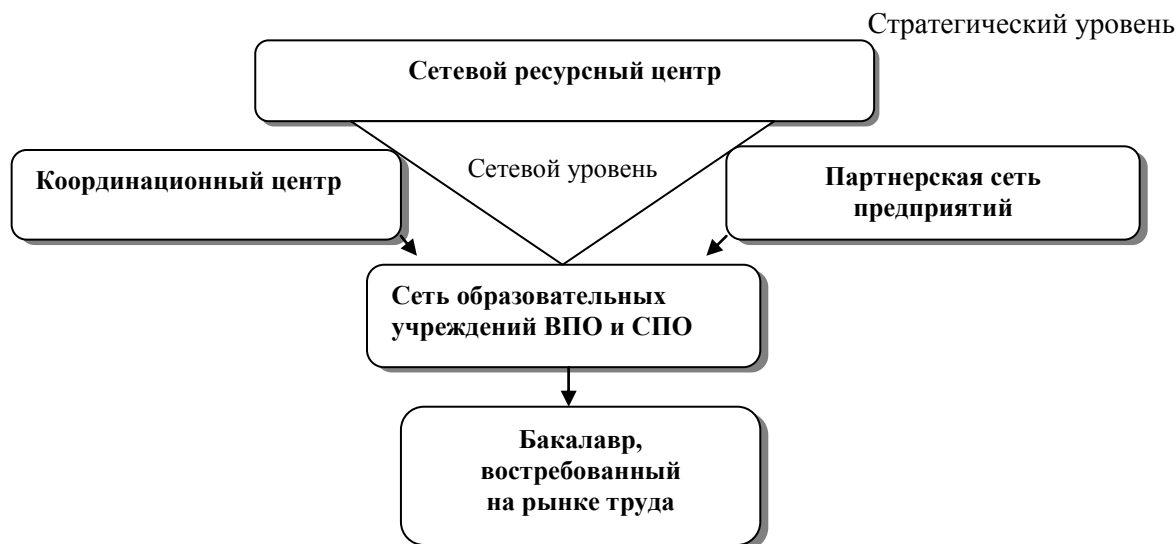 Стратегический уровень
Сетевой ресурсный центр
Сетевой уровень
Координационный центр
Партнерская сеть
предприятий
Сеть образовательных
учреждений ВПО и СПО
Бакалавр,
востребованный
на рынке труда